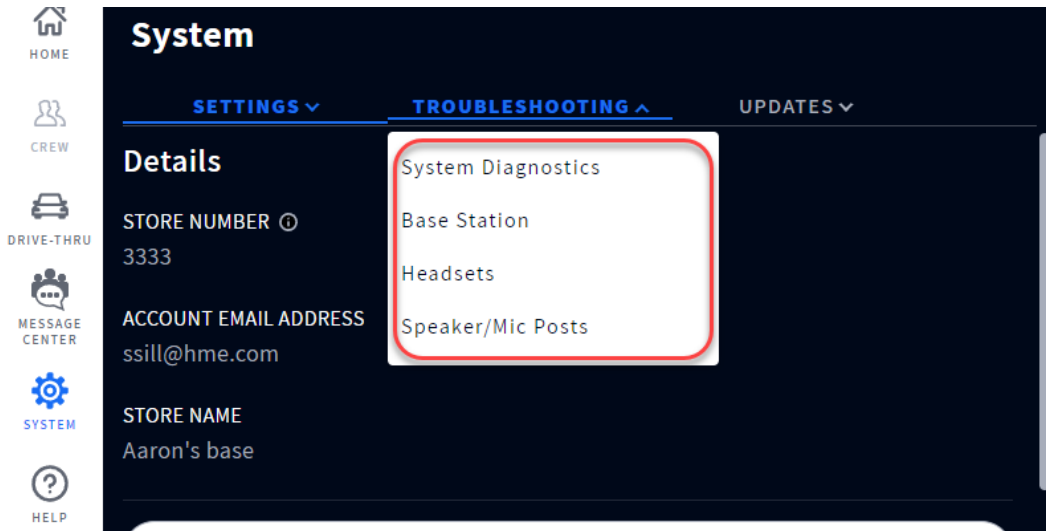 HOME
CREW
DRIVE-THRU
MESSAGE
CENTER
SYSTEM
HELP
System
SETTINGS
TROUBLESHOOTING
UPDATES
System Diagnostics
Base Station
Headsets
Speaker/Mic Posts
Details
STORE NUMBER
3333
ACCOUNT EMAIL ADDRESS
ssill@hme.com
STORE NAME
Aaron's base